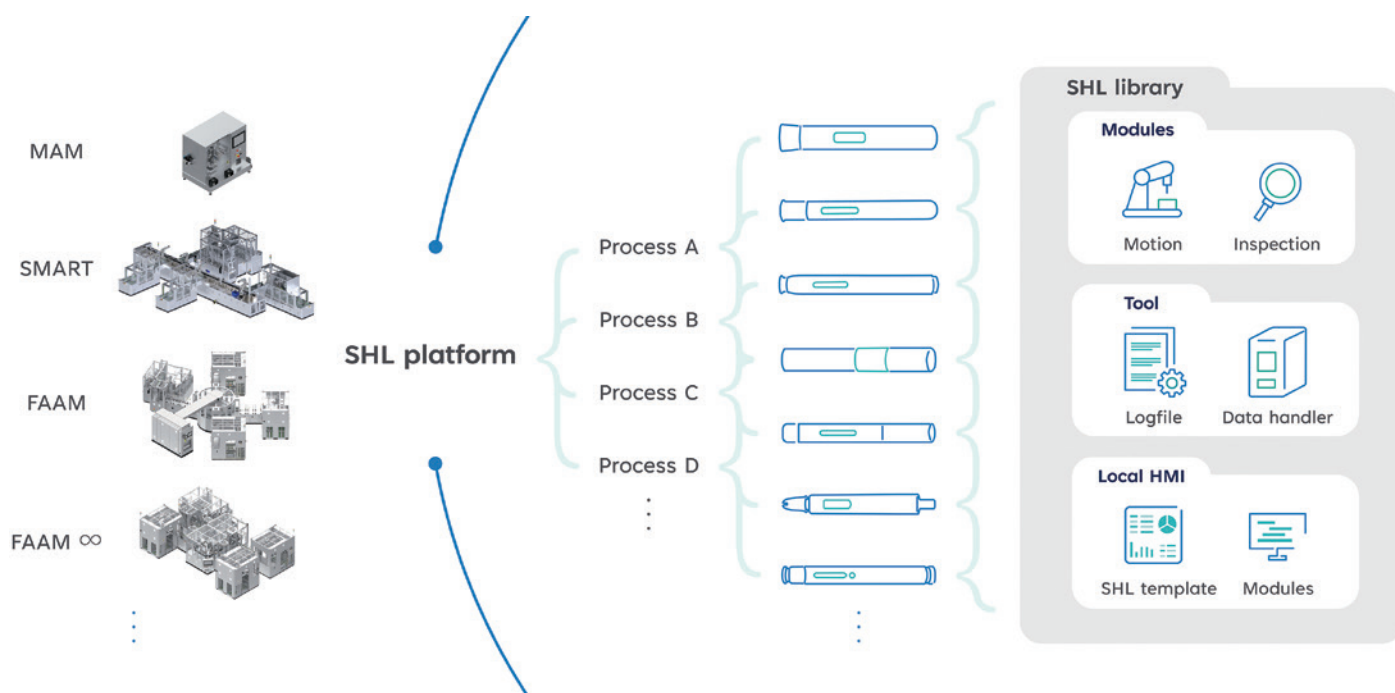 MAM
SMART
FAAM
FAAM ∞
SHL platform
Process A
Process B
Process C
Process D
SHL library
Modules
Motion
Inspection
Tool
Logfile
Data handler
Local HMI
SHL template
Modules